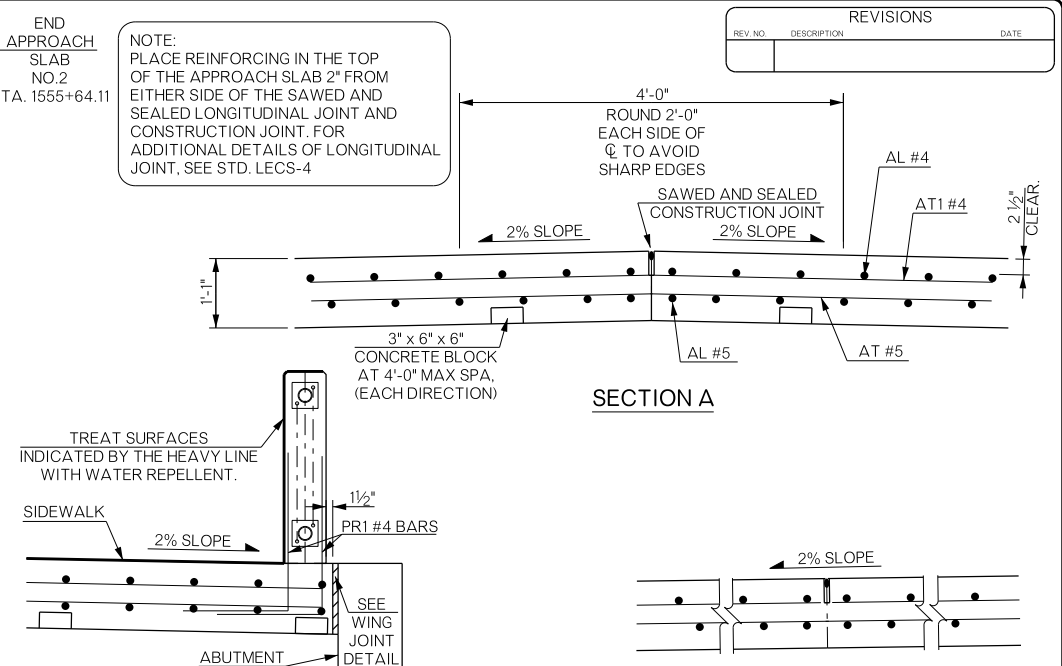 END
APPROACH
SLAB
NO.2
TA. 1555+64.11
NOTE:
PLACE REINFORCING IN THE TOP
OF THE APPROACH SLAB 2" FROM
EITHER SIDE OF THE SAWED AND
SEALED LONGITUDINAL JOINT AND
CONSTRUCTION JOINT. FOR
ADDITIONAL DETAILS OF LONGITUDINAL
JOINT, SEE STD. LECS-4
REVISIONS
REV. NO. DESCRIPTION DATE
4'-0"
ROUND 2'-0"
EACH SIDE OF
℄ TO AVOID
SHARP EDGES
SAWED AND SEALED
CONSTRUCTION JOINT
2% SLOPE
2% SLOPE
AL #4
AT1 #4
2 ½"
CLEAR.
1'-1"
3" x 6" x 6"
CONCRETE BLOCK
AT 4'-0" MAX SPA,
(EACH DIRECTION)
AL #5
AT #5
SECTION A
TREAT SURFACES
INDICATED BY THE HEAVY LINE
WITH WATER REPELLENT.
1½"
SIDEWALK
2% SLOPE
PR1 #4 BARS
SEE
WING
JOINT
DETAIL
ABUTMENT
2% SLOPE